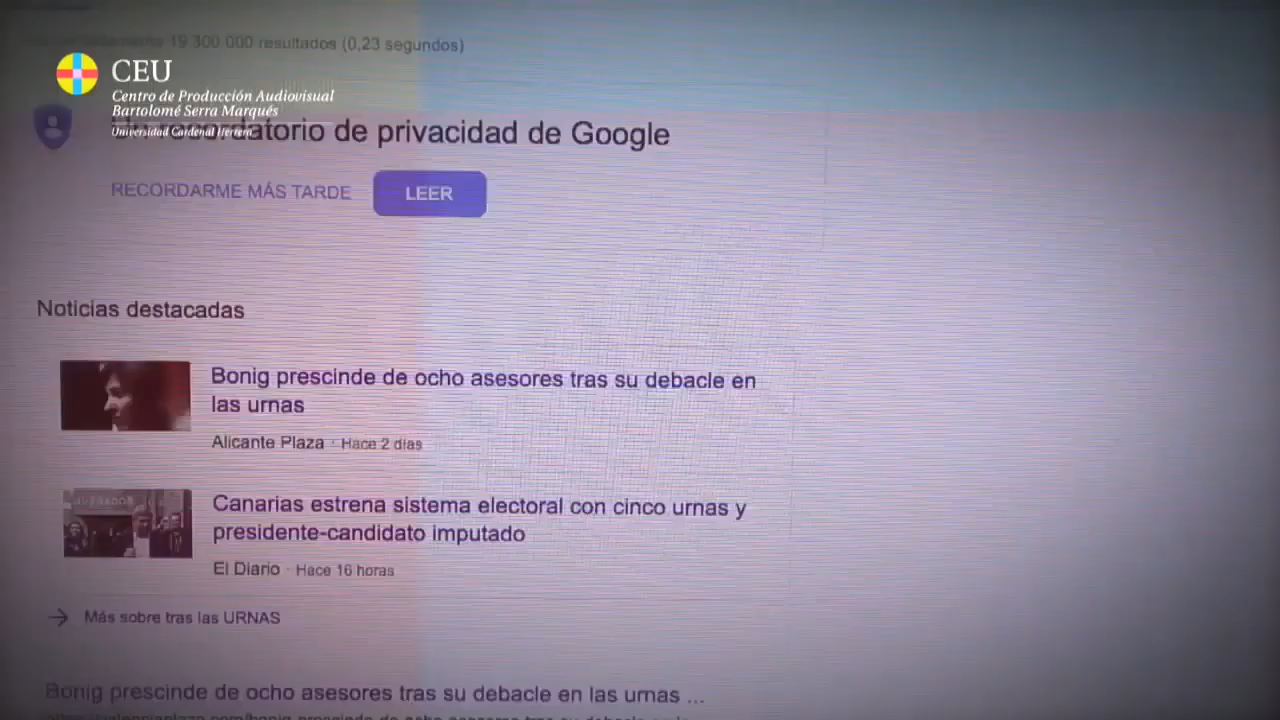 19 300 000 resultados (0,23 segundos)
CEU
Centro de Producción Audiovisual
Bartolomé Serra Marqués
Universidad Cardenal Herrera
Un recordatorio de privacidad de Google
RECORDARME MÁS TARDE
LEER
Noticias destacadas
Bonig prescinde de ocho asesores tras su debacle en
las urnas
Alicante Plaza · Hace 2 días
Canarias estrena sistema electoral con cinco urnas y
presidente-candidato imputado
El Diario · Hace 16 horas
→ Más sobre tras las URNAS
Bonig prescinde de ocho asesores tras su debacle en las urnas ...